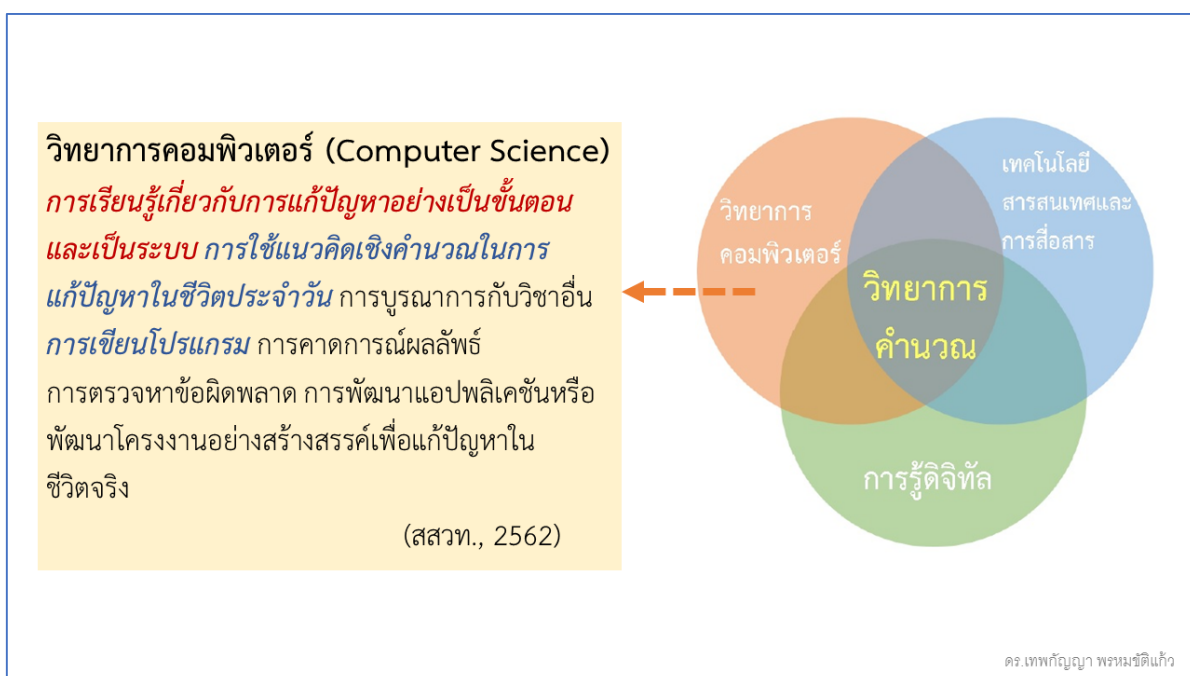 วิทยาการคอมพิวเตอร์ (Computer Science)
การเรียนรู้เกี่ยวกับการแก้ปัญหาอย่างเป็นขั้นตอน
และเป็นระบบ การใช้แนวคิดเชิงคำนวณในการ
แก้ปัญหาในชีวิตประจำวัน การบูรณาการกับวิชาอื่น
การเขียนโปรแกรม การคาดการณ์ผลลัพธ์
การตรวจหาข้อผิดพลาด การพัฒนาแอปพลิเคชันหรือ
พัฒนาโครงงานอย่างสร้างสรรค์เพื่อแก้ปัญหาใน
ชีวิตจริง
(สสวท., 2562)
วิทยาการ
คอมพิวเตอร์
เทคโนโลยี
สารสนเทศและ
การสื่อสาร
วิทยาการ
คำนวณ
การรู้ดิจิทัล
ดร.เทพกัญญา พรหมขัติแก้ว